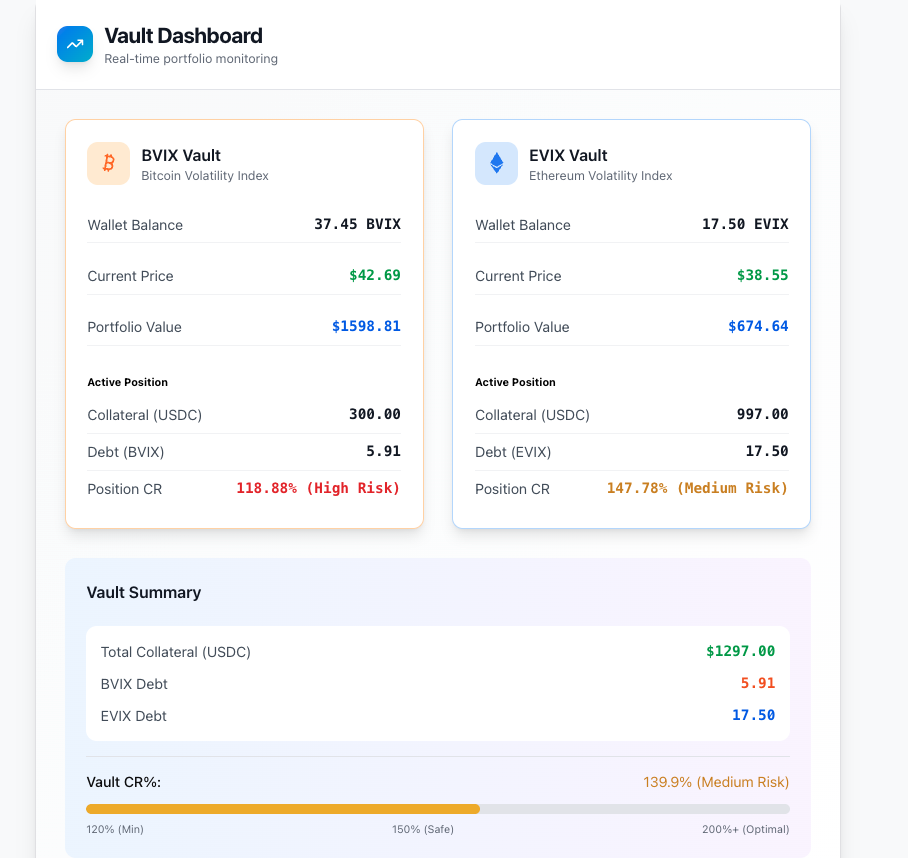 Vault Dashboard
Real-time portfolio monitoring
BVIX Vault
Bitcoin Volatility Index
Wallet Balance 37.45 BVIX
Current Price $42.69
Portfolio Value $1598.81
Active Position
Collateral (USDC) 300.00
Debt (BVIX) 5.91
Position CR 118.88% (High Risk)
EVIX Vault
Ethereum Volatility Index
Wallet Balance 17.50 EVIX
Current Price $38.55
Portfolio Value $674.64
Active Position
Collateral (USDC) 997.00
Debt (EVIX) 17.50
Position CR 147.78% (Medium Risk)
Vault Summary
Total Collateral (USDC) $1297.00
BVIX Debt 5.91
EVIX Debt 17.50
Vault CR%: 139.9% (Medium Risk)
120% (Min) 150% (Safe) 200%+ (Optimal)